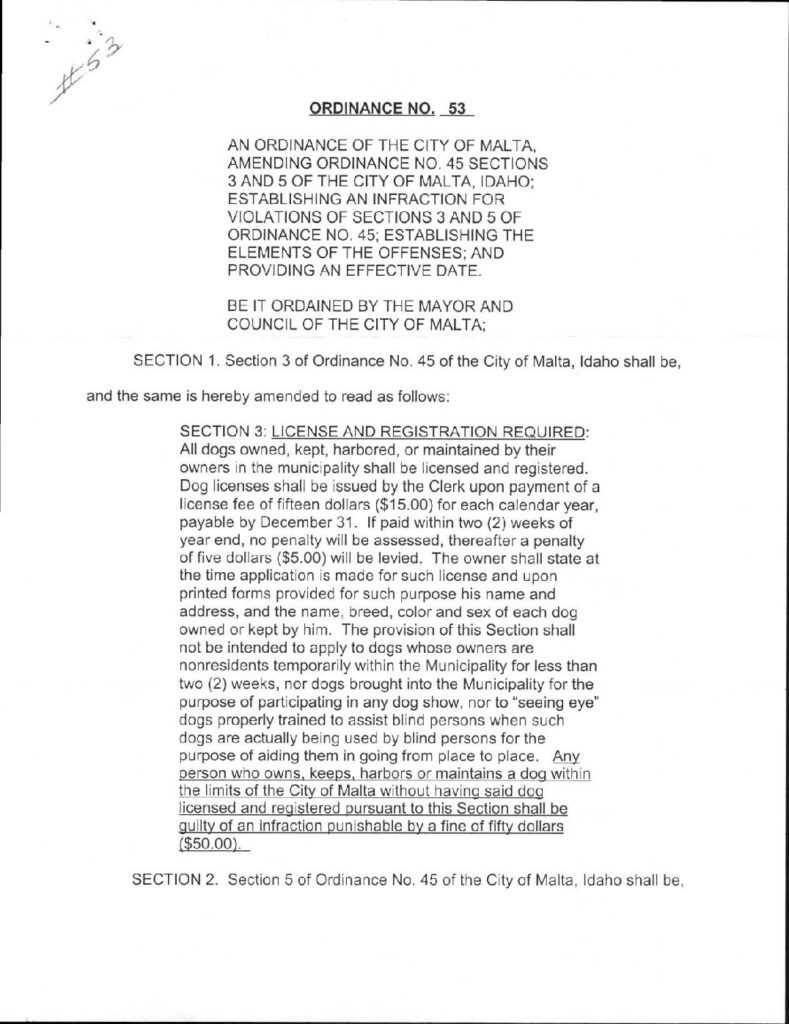 #53
ORDINANCE NO. 53
AN ORDINANCE OF THE CITY OF MALTA,
AMENDING ORDINANCE NO. 45 SECTIONS
3 AND 5 OF THE CITY OF MALTA, IDAHO;
ESTABLISHING AN INFRACTION FOR
VIOLATIONS OF SECTIONS 3 AND 5 OF
ORDINANCE NO. 45; ESTABLISHING THE
ELEMENTS OF THE OFFENSES; AND
PROVIDING AN EFFECTIVE DATE.
BE IT ORDAINED BY THE MAYOR AND
COUNCIL OF THE CITY OF MALTA;
SECTION 1. Section 3 of Ordinance No. 45 of the City of Malta, Idaho shall be,
and the same is hereby amended to read as follows:
SECTION 3: LICENSE AND REGISTRATION REQUIRED:
All dogs owned, kept, harbored, or maintained by their
owners in the municipality shall be licensed and registered.
Dog licenses shall be issued by the Clerk upon payment of a
license fee of fifteen dollars ($15.00) for each calendar year,
payable by December 31. If paid within two (2) weeks of
year end, no penalty will be assessed, thereafter a penalty
of five dollars ($5.00) will be levied. The owner shall state at
the time application is made for such license and upon
printed forms provided for such purpose his name and
address, and the name, breed, color and sex of each dog
owned or kept by him. The provision of this Section shall
not be intended to apply to dogs whose owners are
nonresidents temporarily within the Municipality for less than
two (2) weeks, nor dogs brought into the Municipality for the
purpose of participating in any dog show, nor to "seeing eye"
dogs properly trained to assist blind persons when such
dogs are actually being used by blind persons for the
purpose of aiding them in going from place to place. Any
person who owns, keeps, harbors or maintains a dog within
the limits of the City of Malta without having said dog
licensed and registered pursuant to this Section shall be
guilty of an infraction punishable by a fine of fifty dollars
($50.00).
SECTION 2. Section 5 of Ordinance No. 45 of the City of Malta, Idaho shall be,